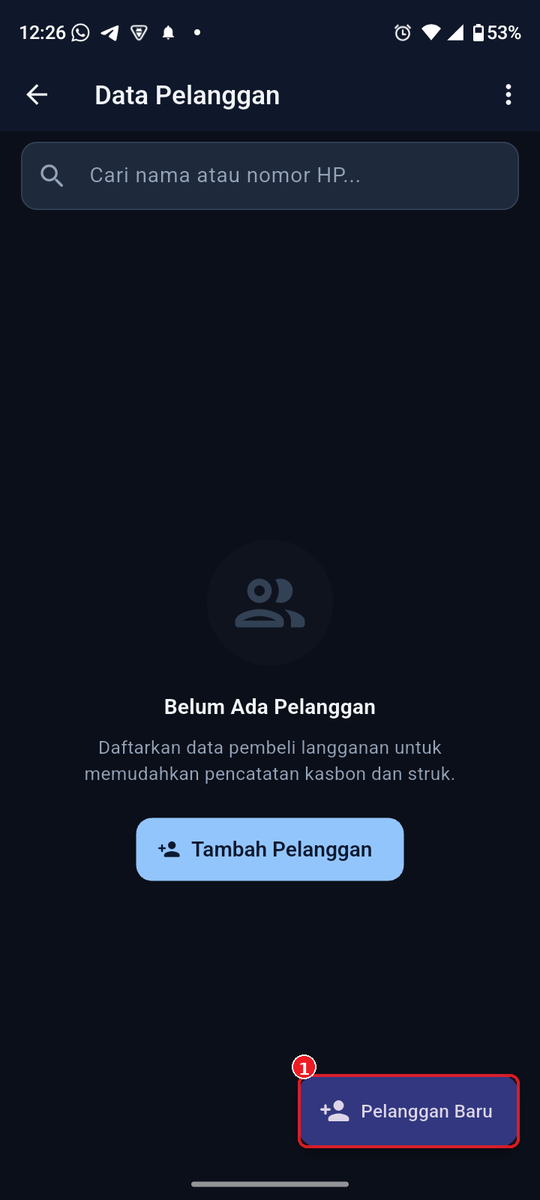 12:26
53%
Data Pelanggan
Cari nama atau nomor HP...
Belum Ada Pelanggan
Daftarkan data pembeli langganan untuk
memudahkan pencatatan kasbon dan struk.
Tambah Pelanggan
1
Pelanggan Baru